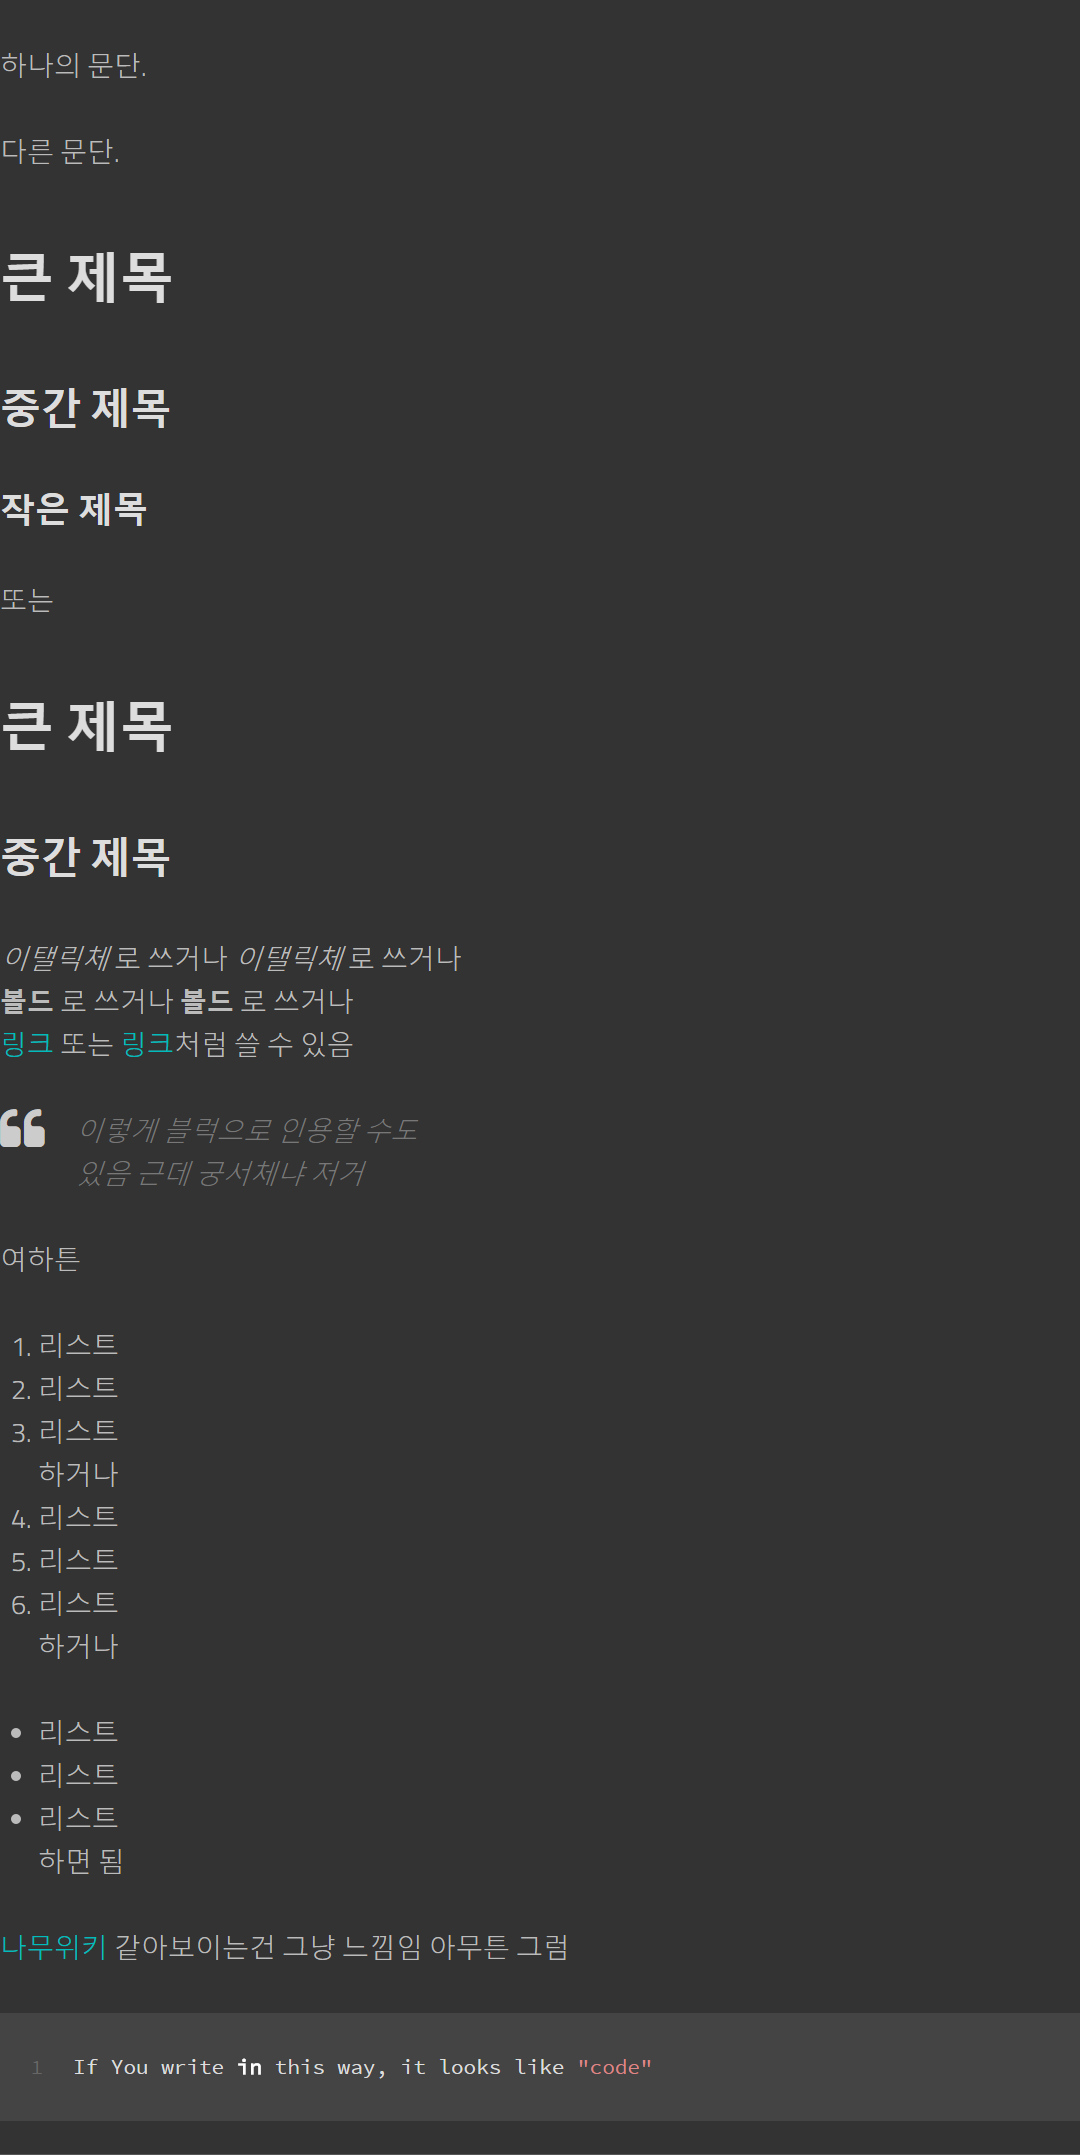 하나의 문단.
다른 문단.
큰 제목
중간 제목
작은 제목
또는
큰 제목
중간 제목
이탤릭체로 쓰거나 이탤릭체로 쓰거나
볼드 로 쓰거나 볼드 로 쓰거나
링크 또는 링크처럼 쓸 수 있음
이렇게 블럭으로 인용할 수도
있음 근데 궁서체냐 저거
여하튼
1. 리스트
2. 리스트
3. 리스트
하거나
4. 리스트
5. 리스트
6. 리스트
하거나
• 리스트
• 리스트
• 리스트
하면 됨
나무위키 같아보이는건 그냥 느낌임 아무튼 그럼
1 If You write in this way, it looks like "code"